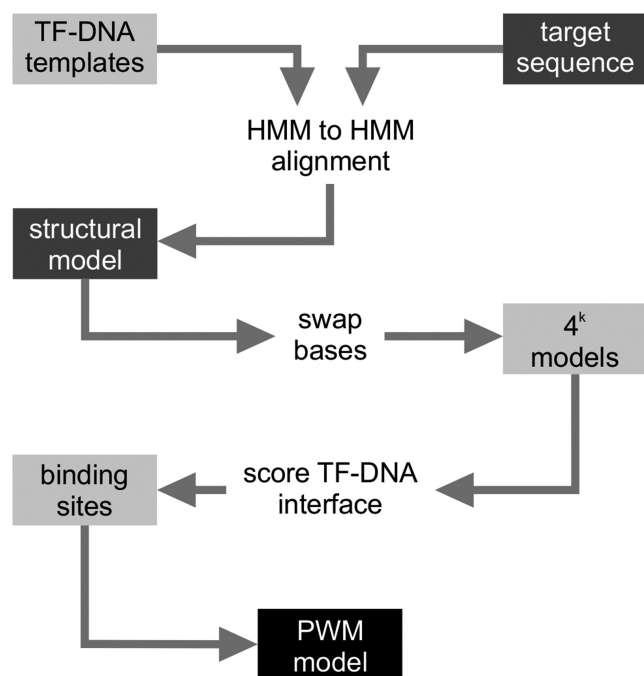 TF-DNA
templates
target
sequence
HMM to HMM
alignment
structural
model
swap
bases
4ᵏ
models
binding
sites
score TF-DNA
interface
PWM
model